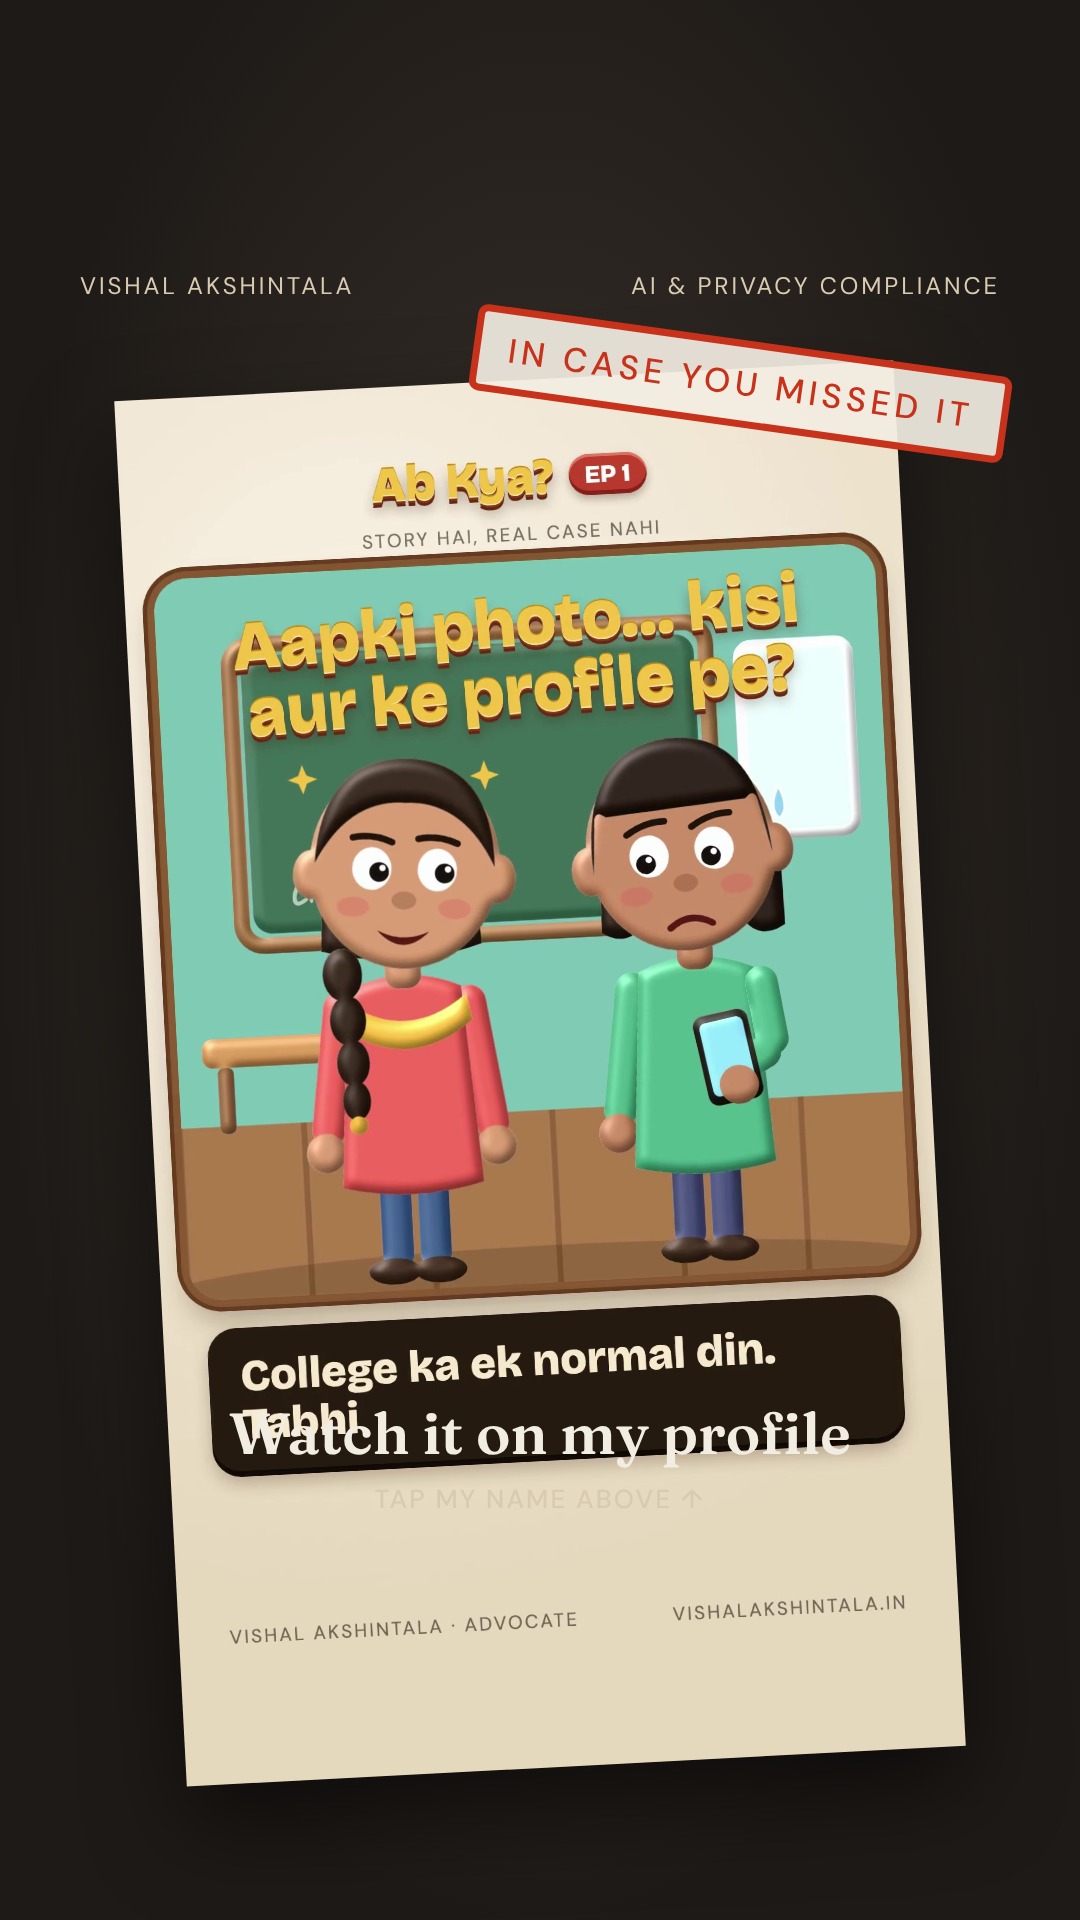 VISHAL AKSHINTALA
AI & PRIVACY COMPLIANCE
IN CASE YOU MISSED IT
Ab Kya?
EP 1
STORY HAI, REAL CASE NAHI
Aapki photo... kisi
aur ke profile pe?
College ka ek normal din.
Tabhi
Watch it on my profile
TAP MY NAME ABOVE ↑
VISHAL AKSHINTALA · ADVOCATE
VISHALAKSHINTALA.IN